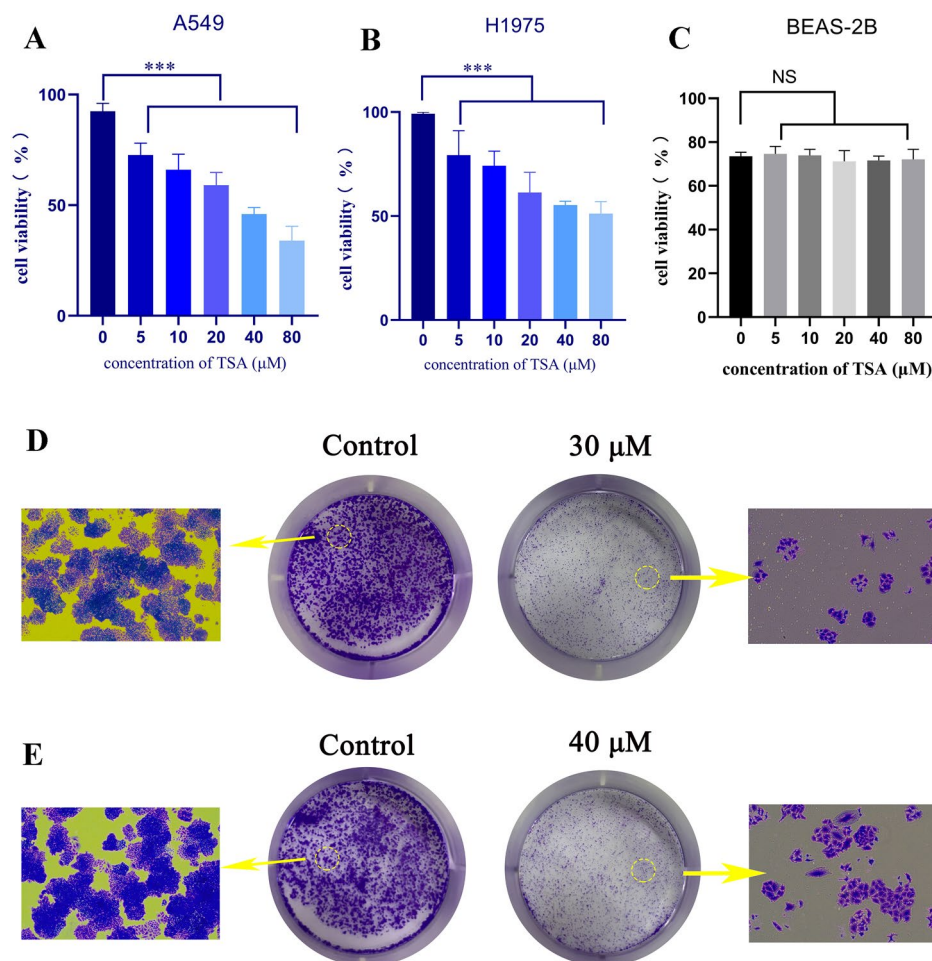 A
A549
***
cell viability（ %）
100
50
0
0 5 10 20 40 80
concentration of TSA (μM)
B
H1975
***
cell viability（ %）
100
50
0
0 5 10 20 40 80
concentration of TSA (μM)
C
BEAS-2B
NS
cell viability（ %）
100
80
60
40
20
0
0 5 10 20 40 80
concentration of TSA (μM)
D
Control
30 μM
E
Control
40 μM